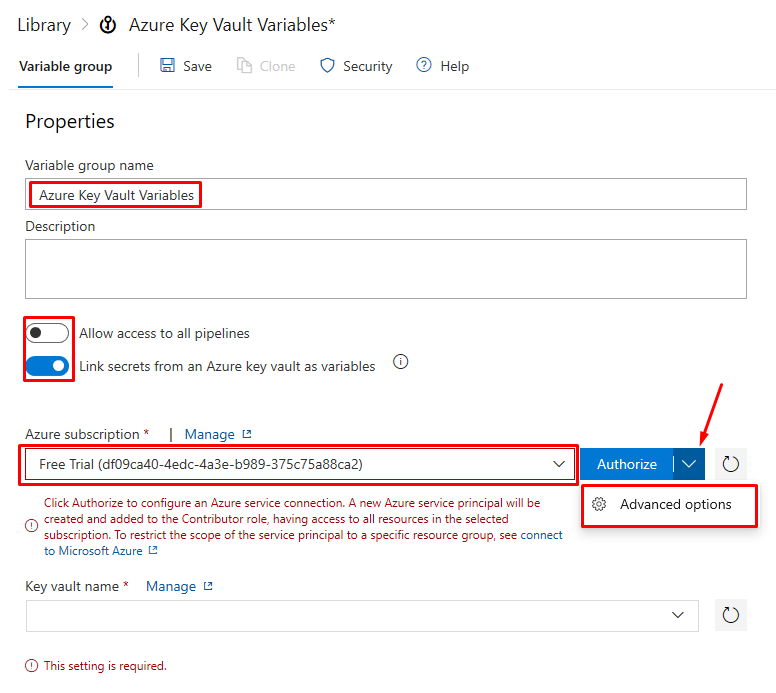 Library > Azure Key Vault Variables*
Variable group | Save Clone Security Help
Properties
Variable group name
Azure Key Vault Variables
Description
Allow access to all pipelines
Link secrets from an Azure key vault as variables
Azure subscription * | Manage
Free Trial (df09ca40-4edc-4a3e-b989-375c75a88ca2) Authorize
Advanced options
Click Authorize to configure an Azure service connection. A new Azure service principal will be
created and added to the Contributor role, having access to all resources in the selected
subscription. To restrict the scope of the service principal to a specific resource group, see connect
to Microsoft Azure
Key vault name * Manage
This setting is required.